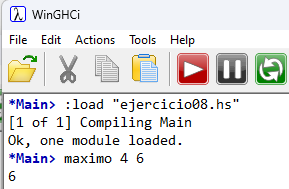 WinGHCi
File Edit Actions Tools Help
*Main> :load "ejercicio08.hs"
[1 of 1] Compiling Main
Ok, one module loaded.
*Main> maximo 4 6
6